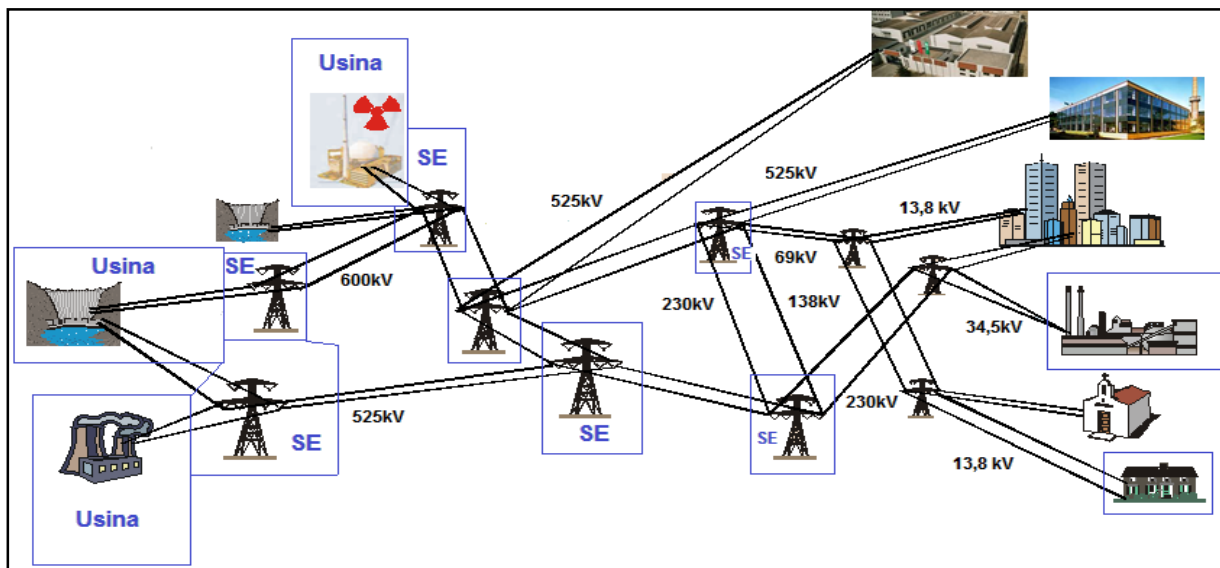 Usina
SE
525kV
525kV
13,8 kV
Usina
SE
600kV
SE
69kV
230kV
138kV
34,5kV
525kV
SE
SE
SE
230kV
13,8 kV
Usina